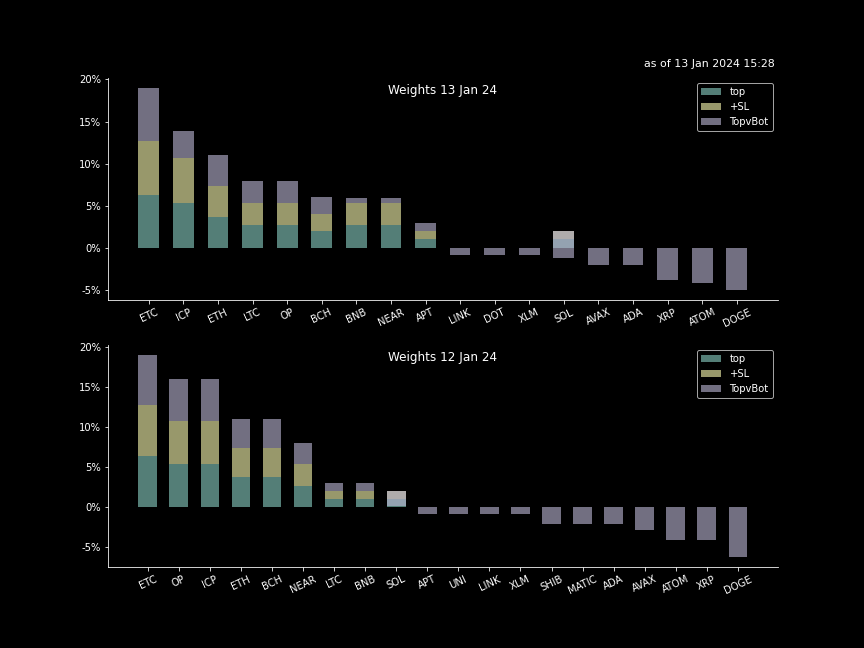 as of 13 Jan 2024 15:28
Weights 13 Jan 24
20%
15%
10%
5%
0%
-5%
top
+SL
TopvBot
ETC ICP ETH LTC OP BCH BNB NEAR APT LINK DOT XLM SOL AVAX ADA XRP ATOM DOGE
Weights 12 Jan 24
20%
15%
10%
5%
0%
-5%
top
+SL
TopvBot
ETC OP ICP ETH BCH NEAR LTC BNB SOL APT UNI LINK XLM SHIB MATIC ADA AVAX ATOM XRP DOGE